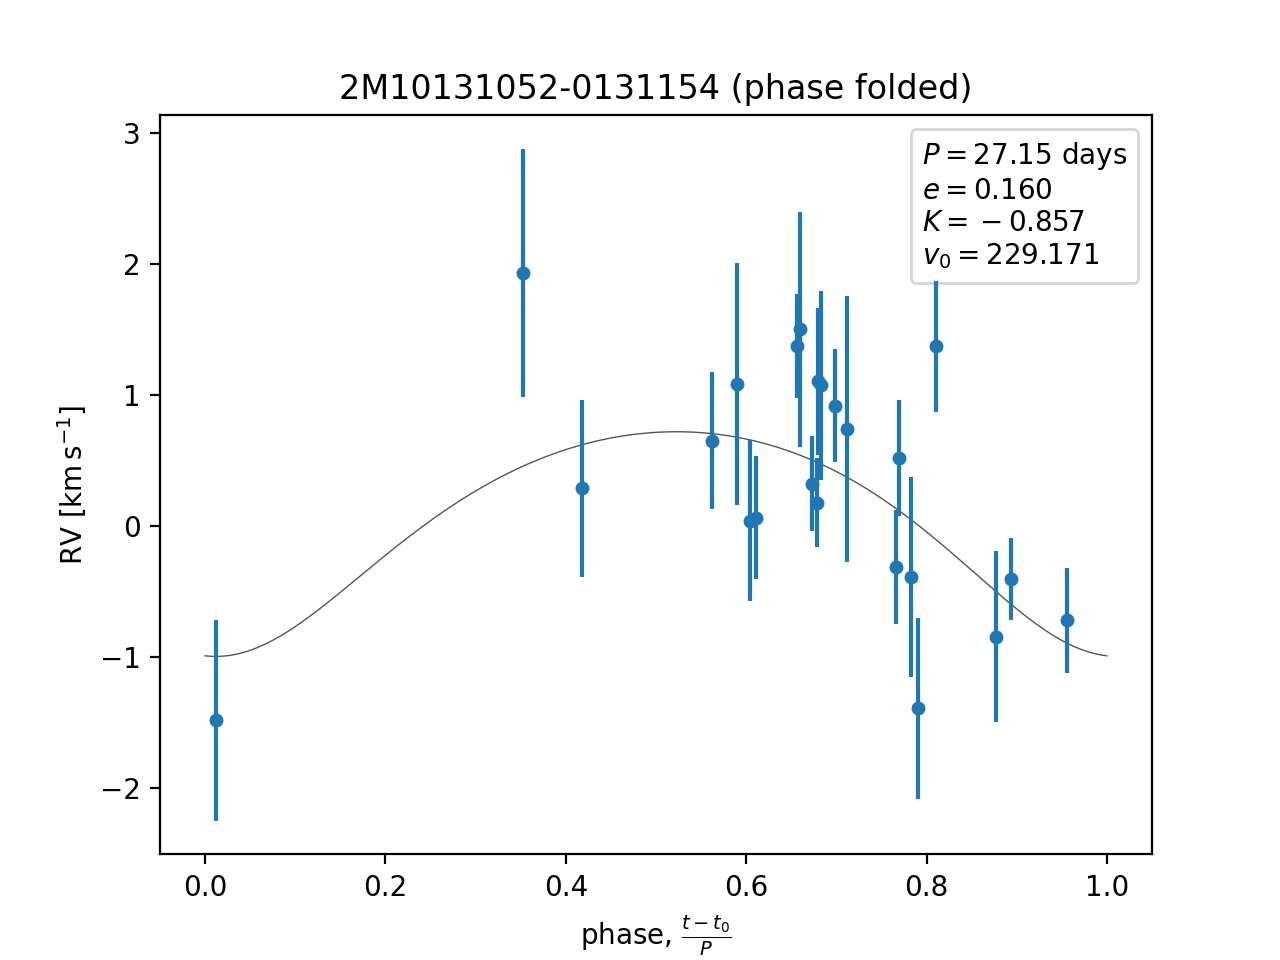 2M10131052-0131154 (phase folded)
P = 27.15 days
e = 0.160
K = −0.857
v₀ = 229.171
RV [km s⁻¹]
3
2
1
0
−1
−2
0.0 0.2 0.4 0.6 0.8 1.0
phase, (t − t₀)/P